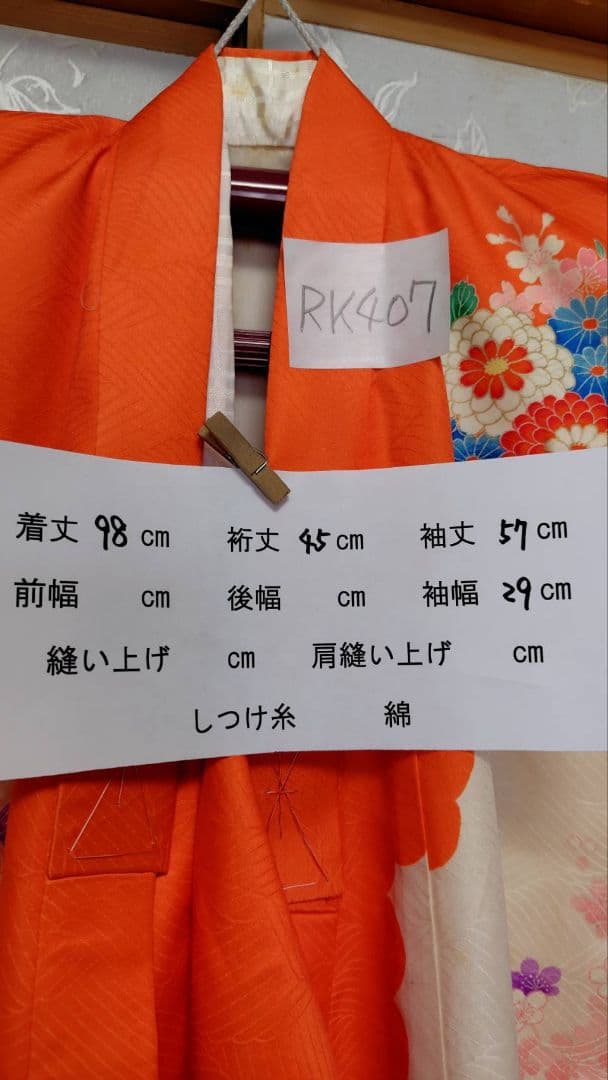 RK407
着丈 98 cm 裄丈 45 cm 袖丈 57 cm
前幅 cm 後幅 cm 袖幅 29 cm
縫い上げ cm 肩縫い上げ cm
しつけ糸 綿